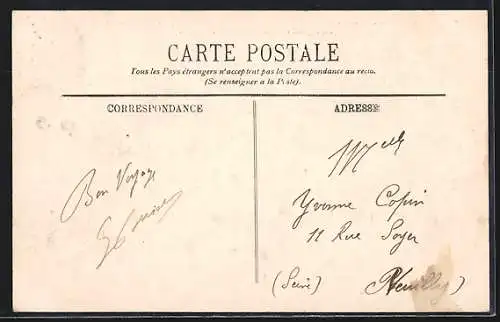 CARTE POSTALE
Tous les Pays étrangers n'acceptent pas la Correspondance au recto.
(Se renseigner à la Poste).
CORRESPONDANCE
ADRESSE
Bon Voyage
Melle
Yvonne Copin
11 Rue Soyer
(Seine) Neuilly)